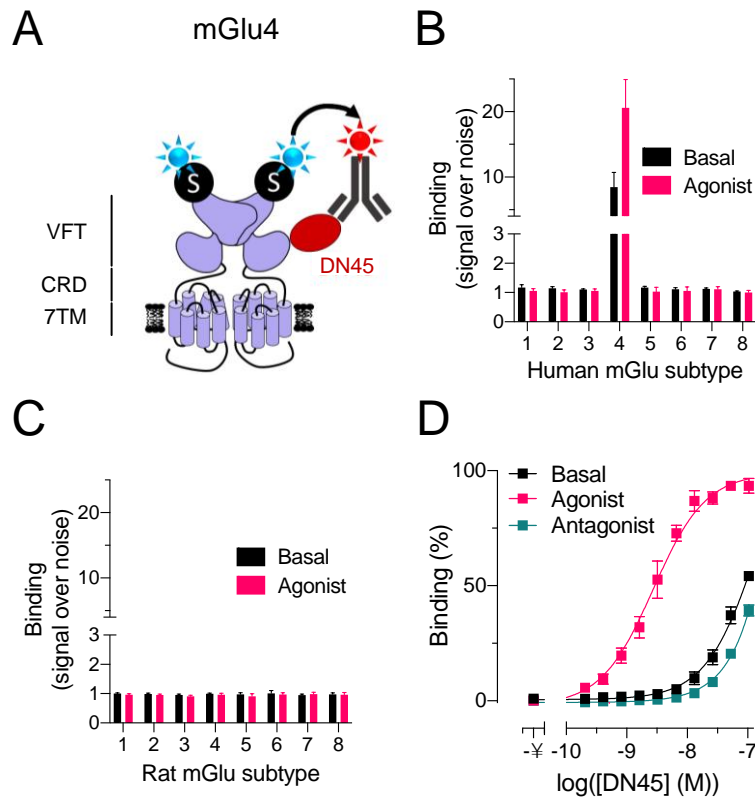 A
mGlu4
S
S
VFT
DN45
CRD
7TM
B
Binding
(signal over noise)
20
10
3
2
1
0
Basal
Agonist
1 2 3 4 5 6 7 8
Human mGlu subtype
C
Binding
(signal over noise)
20
10
3
2
1
0
Basal
Agonist
1 2 3 4 5 6 7 8
Rat mGlu subtype
D
Binding (%)
100
50
0
Basal
Agonist
Antagonist
-¥ -10 -9 -8 -7
log([DN45] (M))